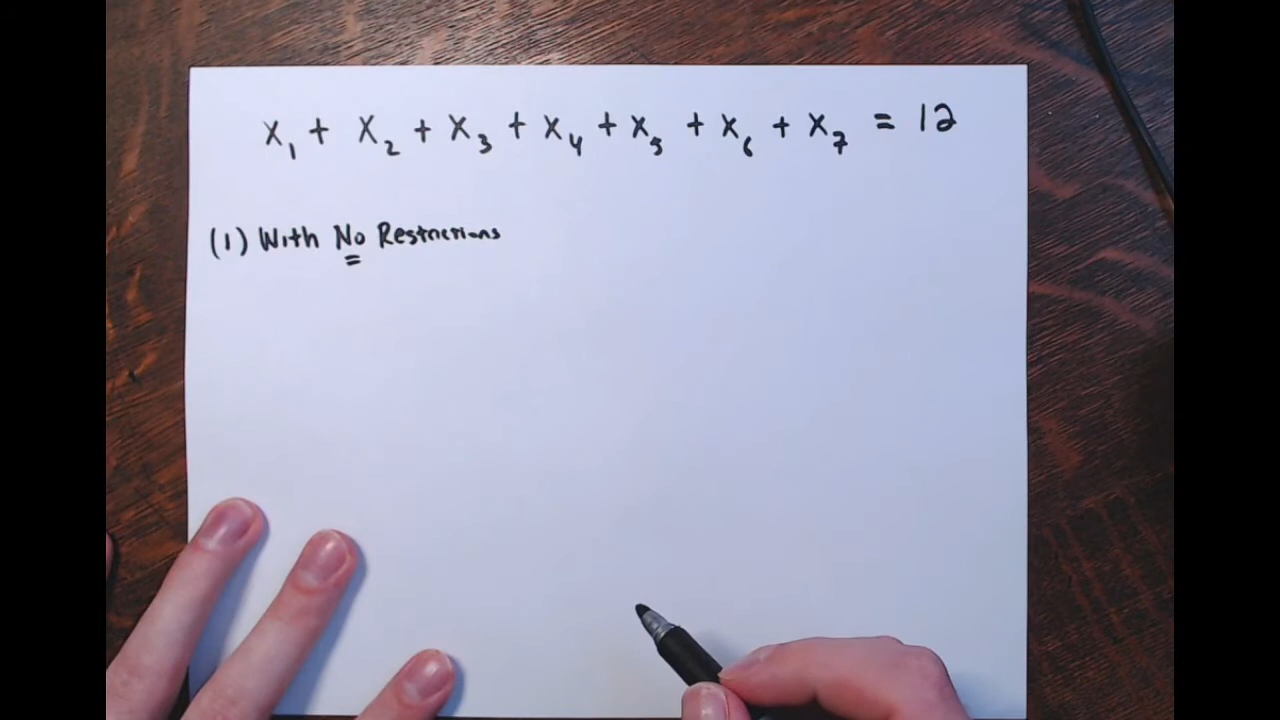 x₁ + x₂ + x₃ + x₄ + x₅ + x₆ + x₇ = 12
(1) With No Restrictions